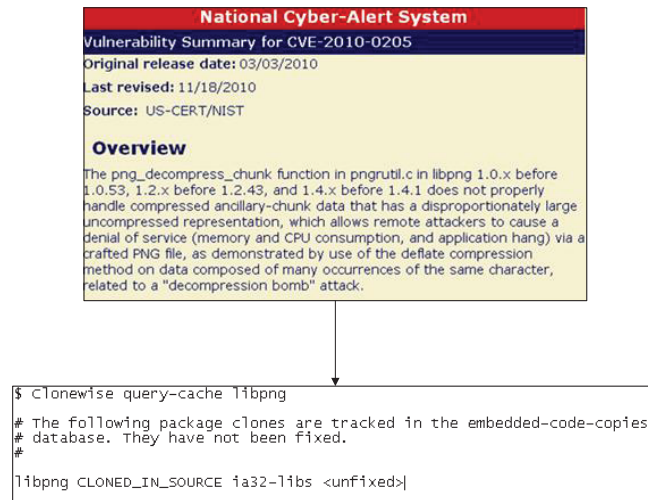 National Cyber-Alert System
Vulnerability Summary for CVE-2010-0205
Original release date: 03/03/2010
Last revised: 11/18/2010
Source: US-CERT/NIST
Overview
The png_decompress_chunk function in pngrutil.c in libpng 1.0.x before
1.0.53, 1.2.x before 1.2.43, and 1.4.x before 1.4.1 does not properly
handle compressed ancillary-chunk data that has a disproportionately large
uncompressed representation, which allows remote attackers to cause a
denial of service (memory and CPU consumption, and application hang) via a
crafted PNG file, as demonstrated by use of the deflate compression
method on data composed of many occurrences of the same character,
related to a "decompression bomb" attack.
$ Clonewise query-cache libpng
# The following package clones are tracked in the embedded-code-copies
# database. They have not been fixed.
#
libpng CLONED_IN_SOURCE ia32-libs <unfixed>